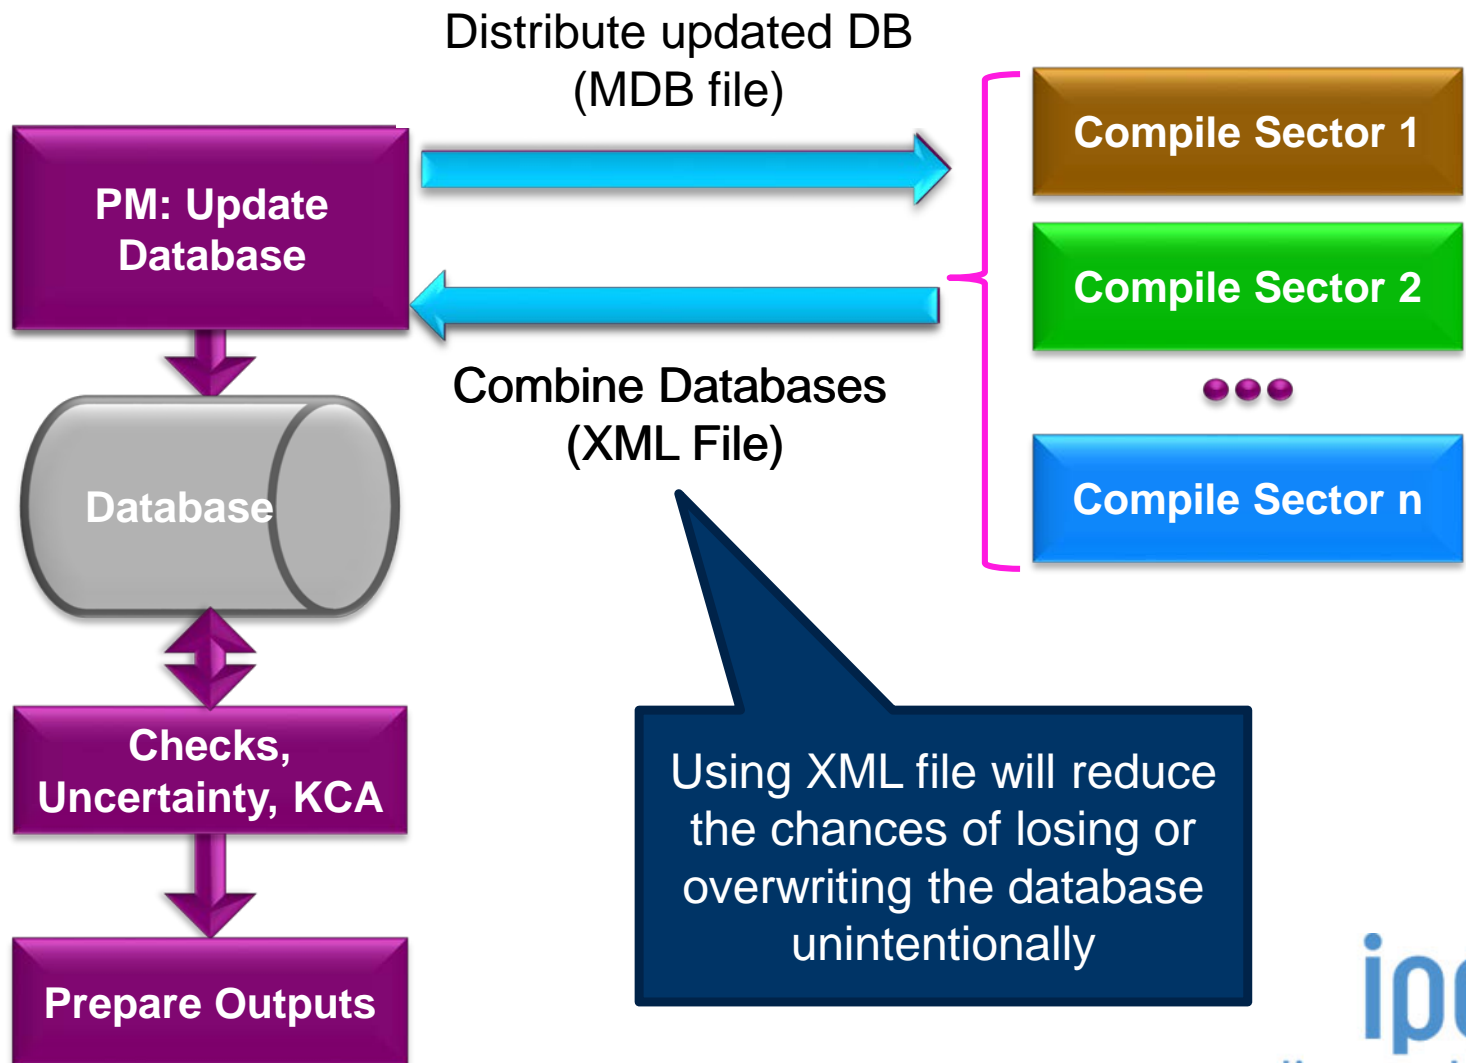 Distribute updated DB
(MDB file)
PM: Update
Database
Compile Sector 1
Compile Sector 2
Combine Databases
(XML File)
Compile Sector n
Database
Checks,
Uncertainty, KCA
Using XML file will reduce
the chances of losing or
overwriting the database
unintentionally
Prepare Outputs